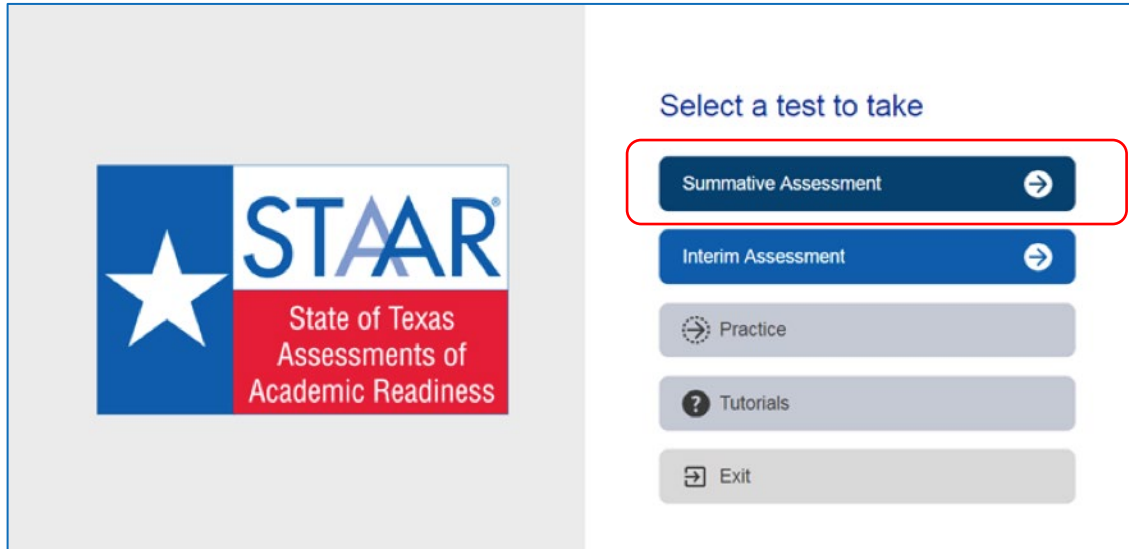 STAAR®
State of Texas
Assessments of
Academic Readiness
Select a test to take
Summative Assessment
Interim Assessment
Practice
Tutorials
Exit